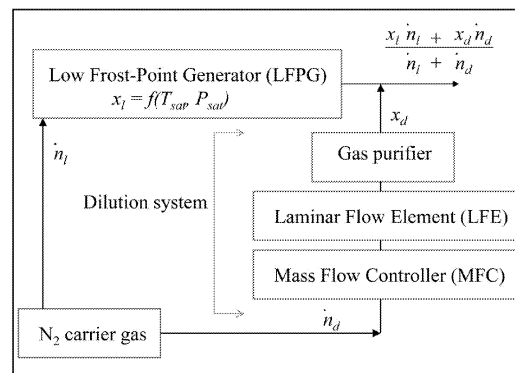 x_l ṅ_l + x_d ṅ_d
ṅ_l + ṅ_d
Low Frost-Point Generator (LFPG)
x_l = f(T_sat, P_sat)
x_d
ṅ_l
Gas purifier
Dilution system
Laminar Flow Element (LFE)
Mass Flow Controller (MFC)
N₂ carrier gas
ṅ_d